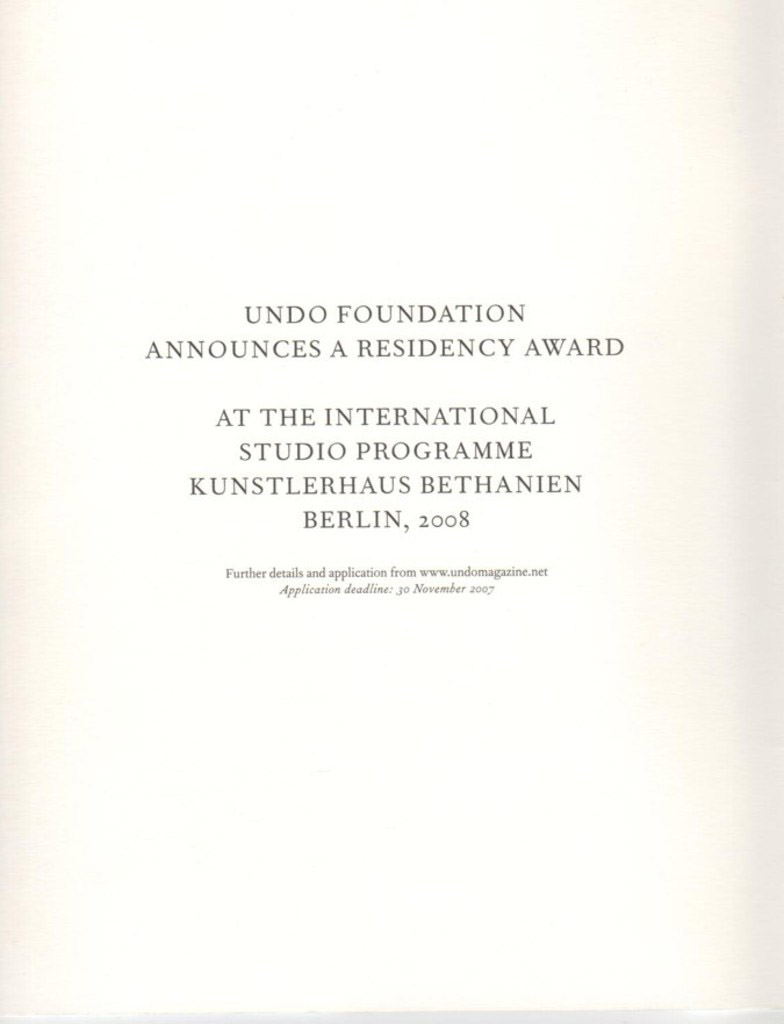 UNDO FOUNDATION
ANNOUNCES A RESIDENCY AWARD
AT THE INTERNATIONAL
STUDIO PROGRAMME
KUNSTLERHAUS BETHANIEN
BERLIN, 2008
Further details and application from www.undomagazine.net
Application deadline: 30 November 2007